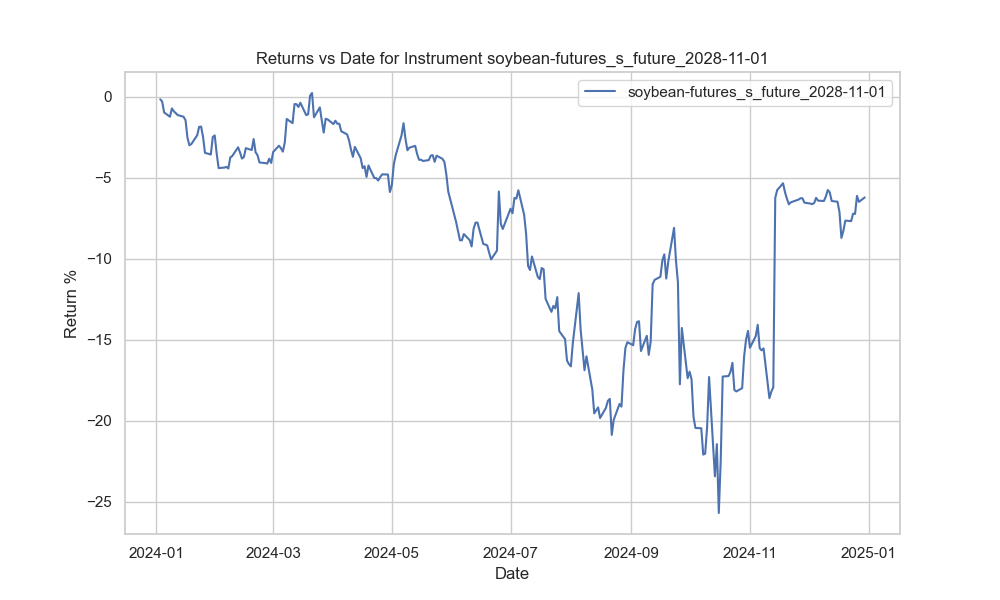 Returns vs Date for Instrument soybean-futures_s_future_2028-11-01
soybean-futures_s_future_2028-11-01
Return %
0
−5
−10
−15
−20
−25
2024-01 2024-03 2024-05 2024-07 2024-09 2024-11 2025-01
Date